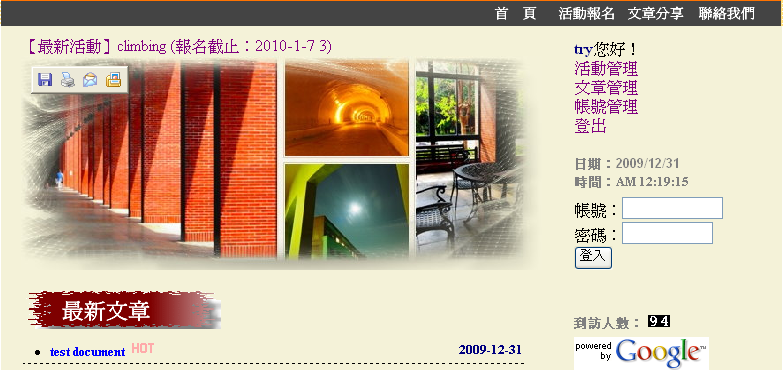 首 頁 活動報名 文章分享 聯絡我們
【最新活動】climbing (報名截止：2010-1-7 3)
try您好！
活動管理
文章管理
帳號管理
登出
日期：2009/12/31
時間：AM 12:19:15
帳號：
密碼：
登入
最新文章
test document HOT 2009-12-31
到訪人數： 94
powered by Google™